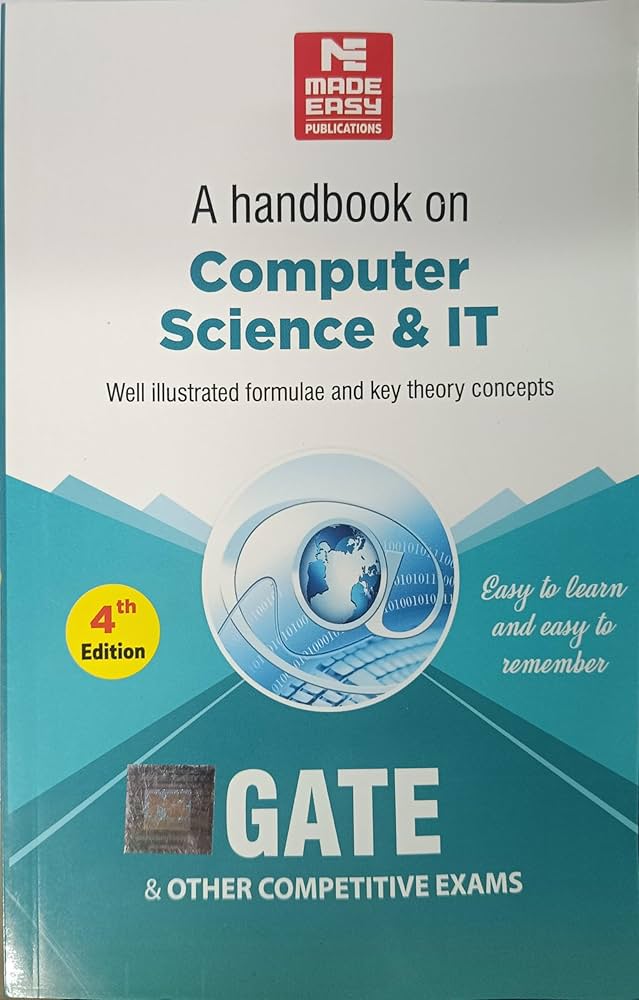 MADE
EASY
PUBLICATIONS
A handbook on
Computer
Science & IT
Well illustrated formulae and key theory concepts
4th
Edition
Easy to learn
and easy to
remember
GATE
& OTHER COMPETITIVE EXAMS